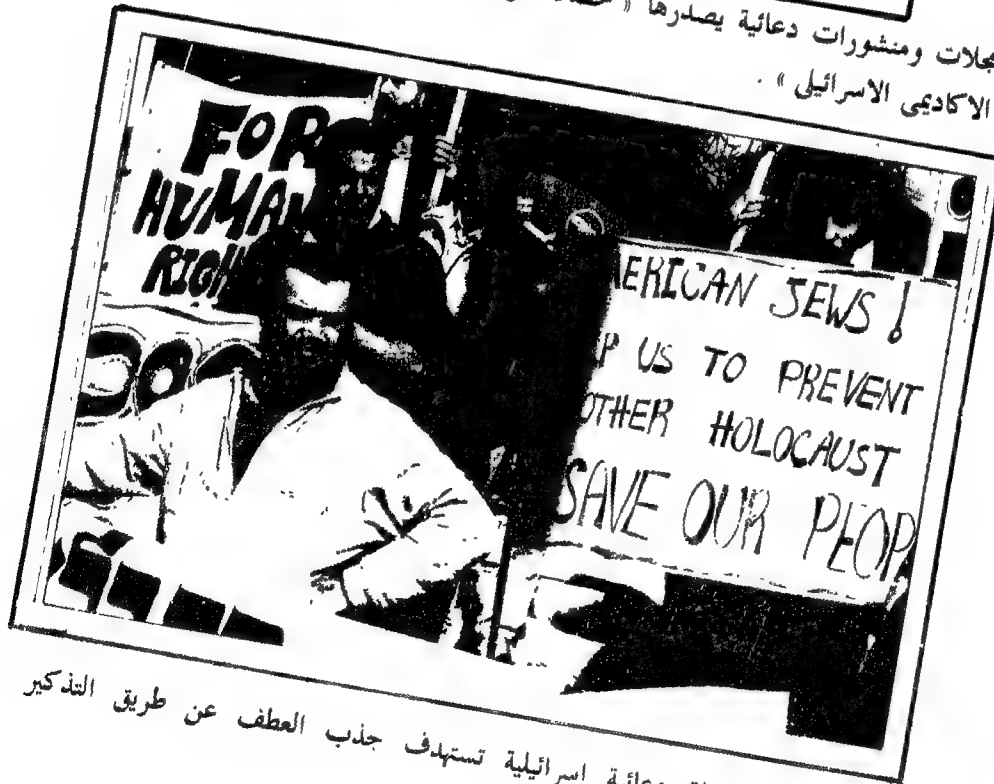 مجلات ومنشورات دعائية يصدرها «
الاكاديمي الاسرائيلي » .
FOR
HUMAN
RIGH
ERICAN JEWS !
P US TO PREVENT
OTHER HOLOCAUST
SAVE OUR PEOP
دعائية اسرائيلية تستهدف جذب العطف عن طريق التذكير